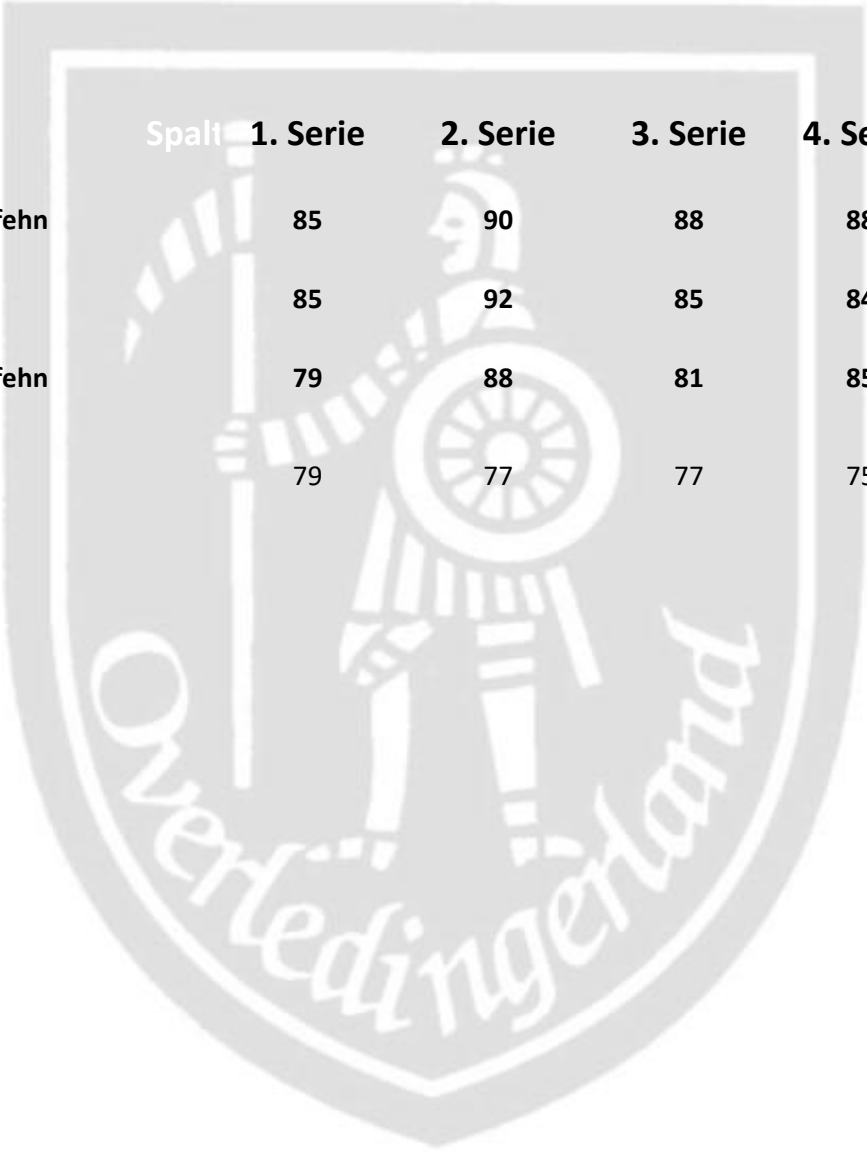 Spalt 1. Serie 2. Serie 3. Serie 4. Se
fehn 85 90 88 88
85 92 85 84
fehn 79 88 81 85
79 77 77 75
Overledingerland